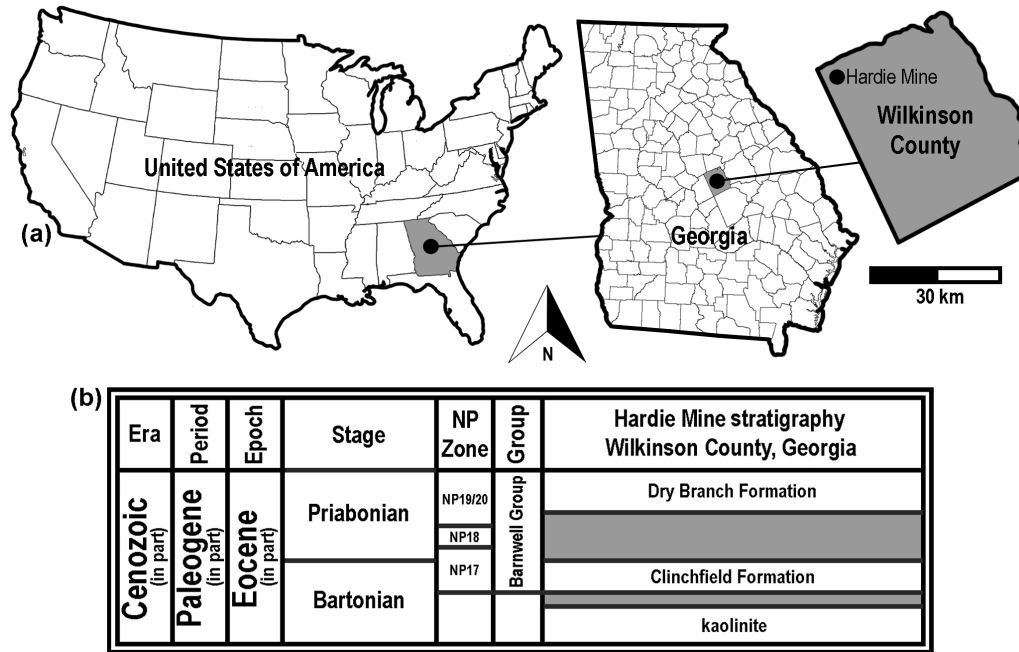 (a)
United States of America
Georgia
Hardie Mine
Wilkinson
County
30 km
N
(b)
Era
Period
Epoch
Stage
NP
Zone
Group
Hardie Mine stratigraphy
Wilkinson County, Georgia
Cenozoic
(in part)
Paleogene
(in part)
Eocene
(in part)
Priabonian
Bartonian
NP19/20
NP18
NP17
Barnwell Group
Dry Branch Formation
Clinchfield Formation
kaolinite